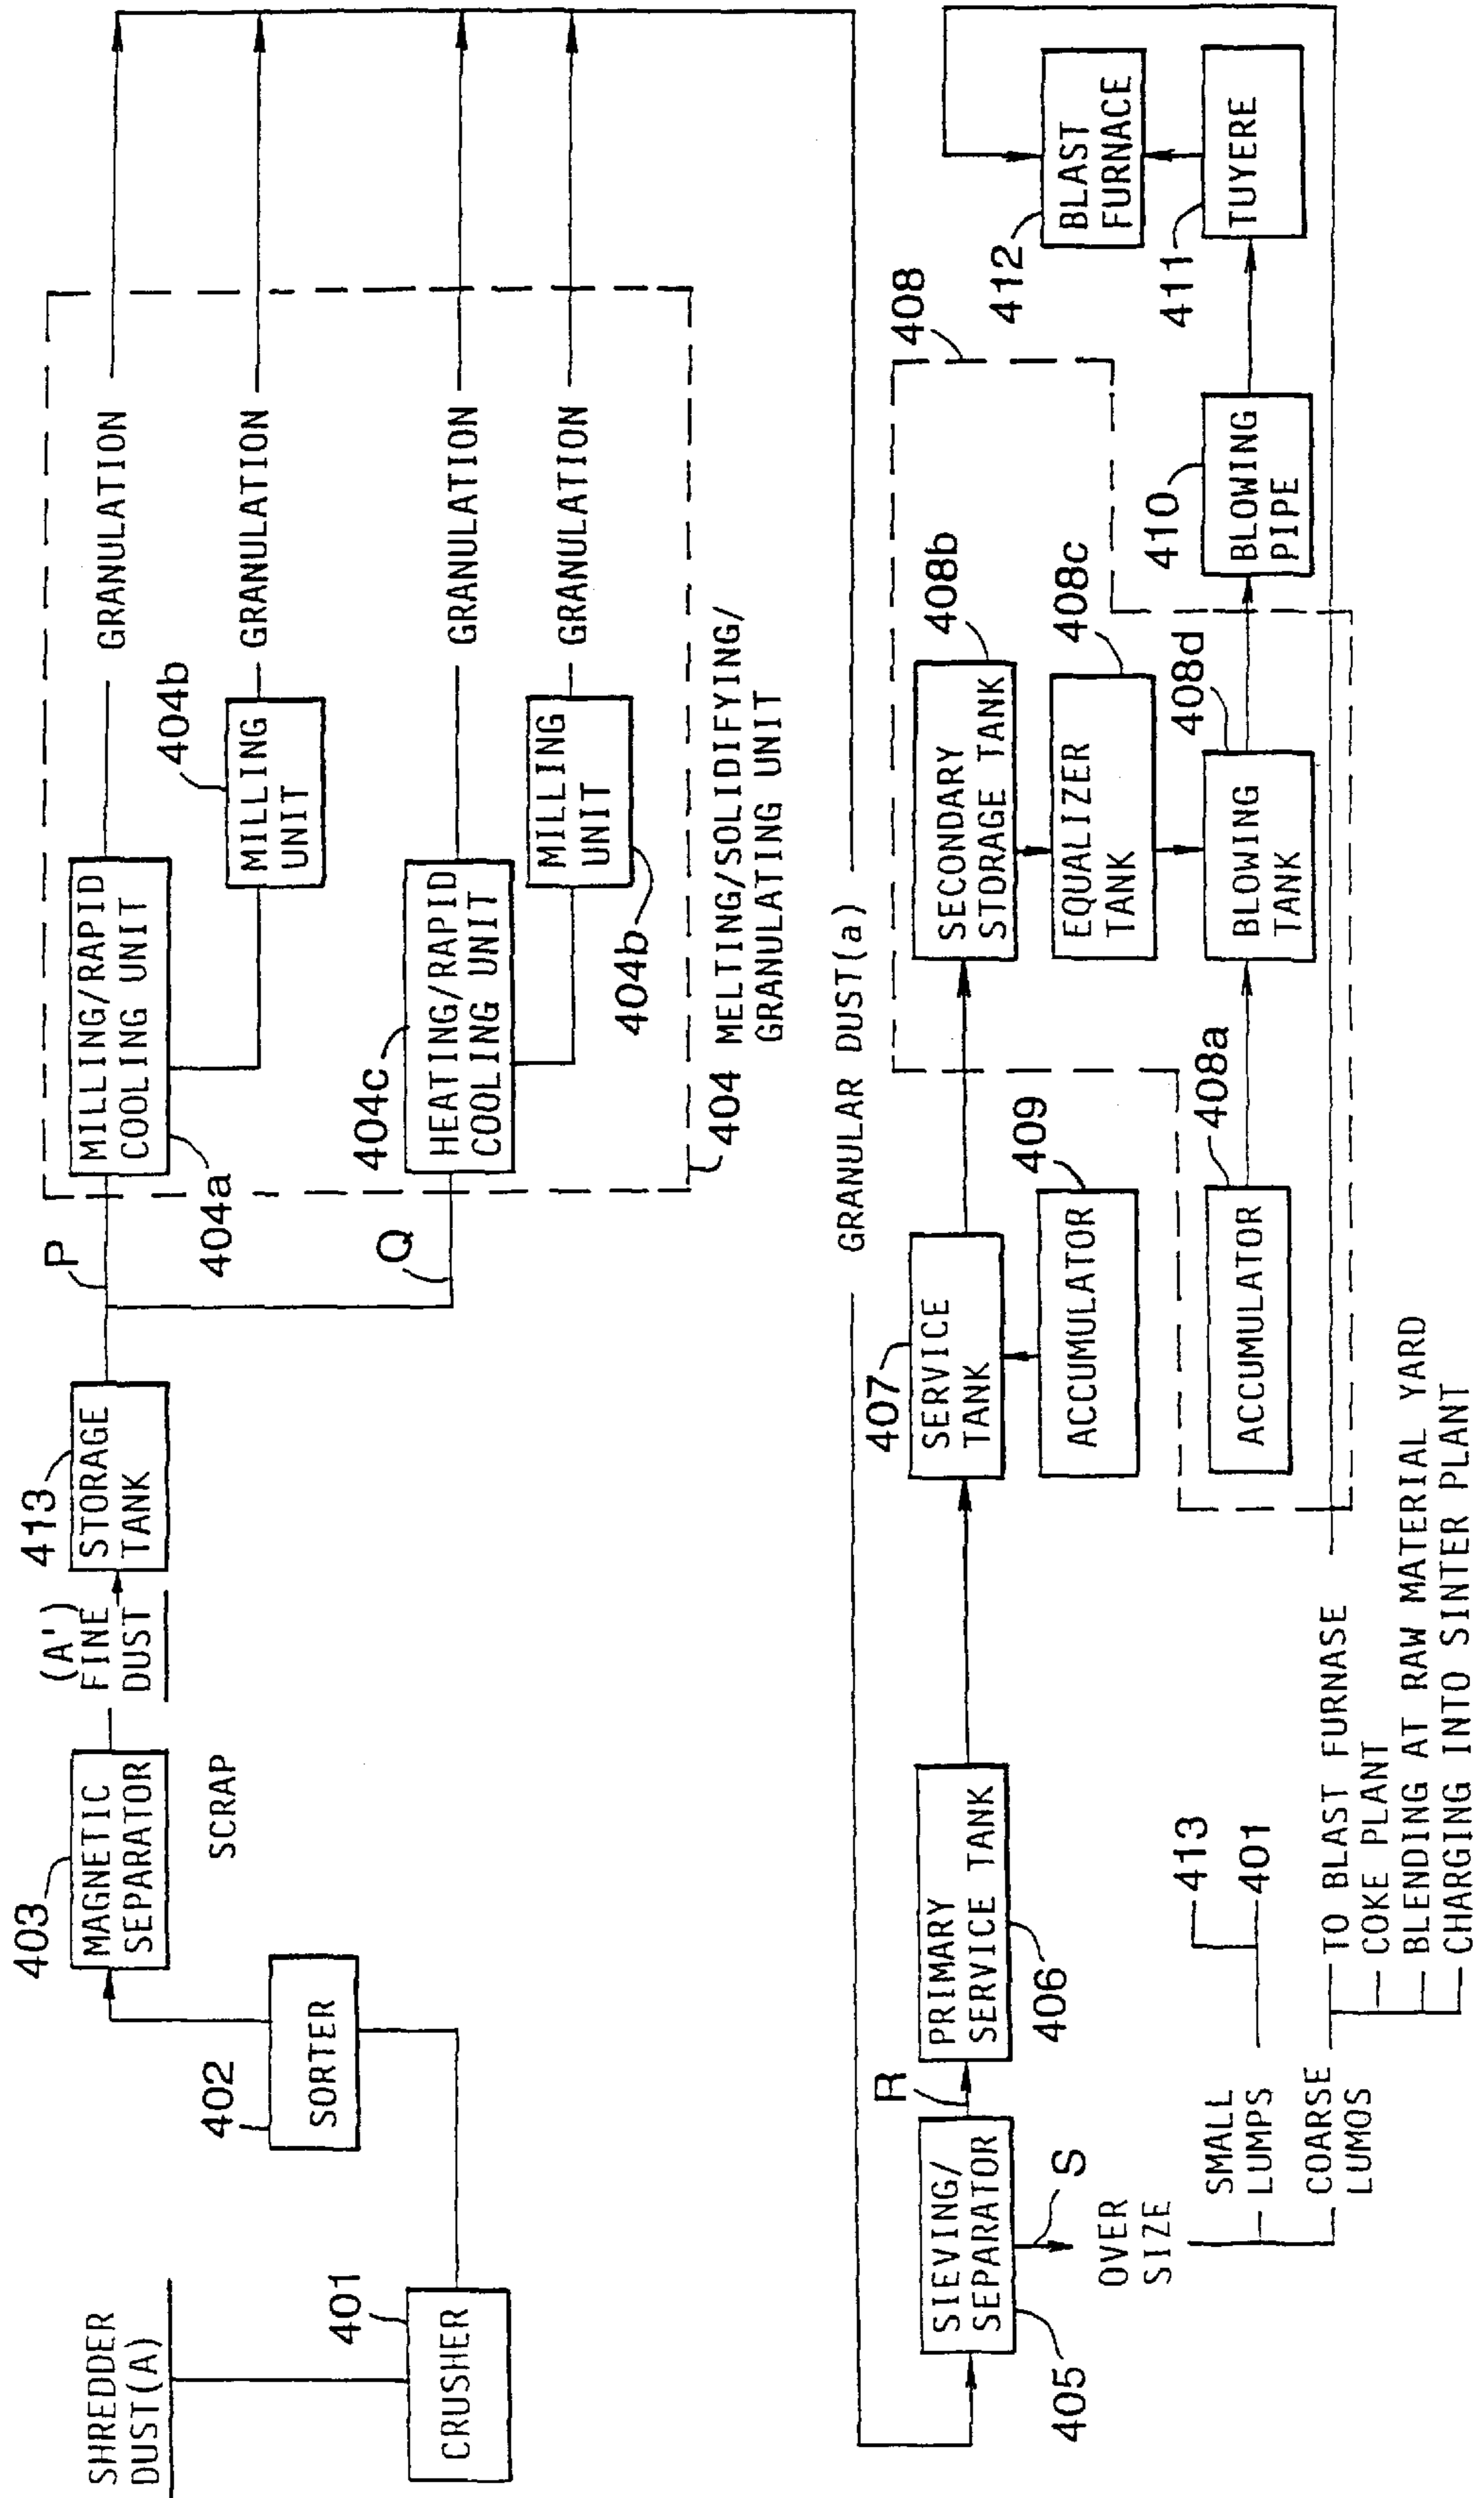 SHREDDER
DUST(A)
401
CRUSHER
402
SORTER
403
MAGNETIC
SEPARATOR
SCRAP
(A')
FINE
DUST
413
STORAGE
TANK
P
Q
404a
MILLING/RAPID
COOLING UNIT
404b
MILLING
UNIT
GRANULATION
GRANULATION
404c
HEATING/RAPID
COOLING UNIT
404b
MILLING
UNIT
GRANULATION
GRANULATION
404 MELTING/SOLIDIFYING/
GRANULATING UNIT
GRANULAR DUST(a)
405
SIEVING/
SEPARATOR
R
S
OVER
SIZE
SMALL
LUMPS
413
401
COARSE
LUMOS
TO BLAST FURNASE
COKE PLANT
BLENDING AT RAW MATERIAL YARD
CHARGING INTO SINTER PLANT
PRIMARY
SERVICE TANK
406
407
SERVICE
TANK
409
ACCUMULATOR
408a
ACCUMULATOR
408
408b
SECONDARY
STORAGE TANK
408c
EQUALIZER
TANK
408d
BLOWING
TANK
410
BLOWING
PIPE
411
TUYERE
412
BLAST
FURNACE